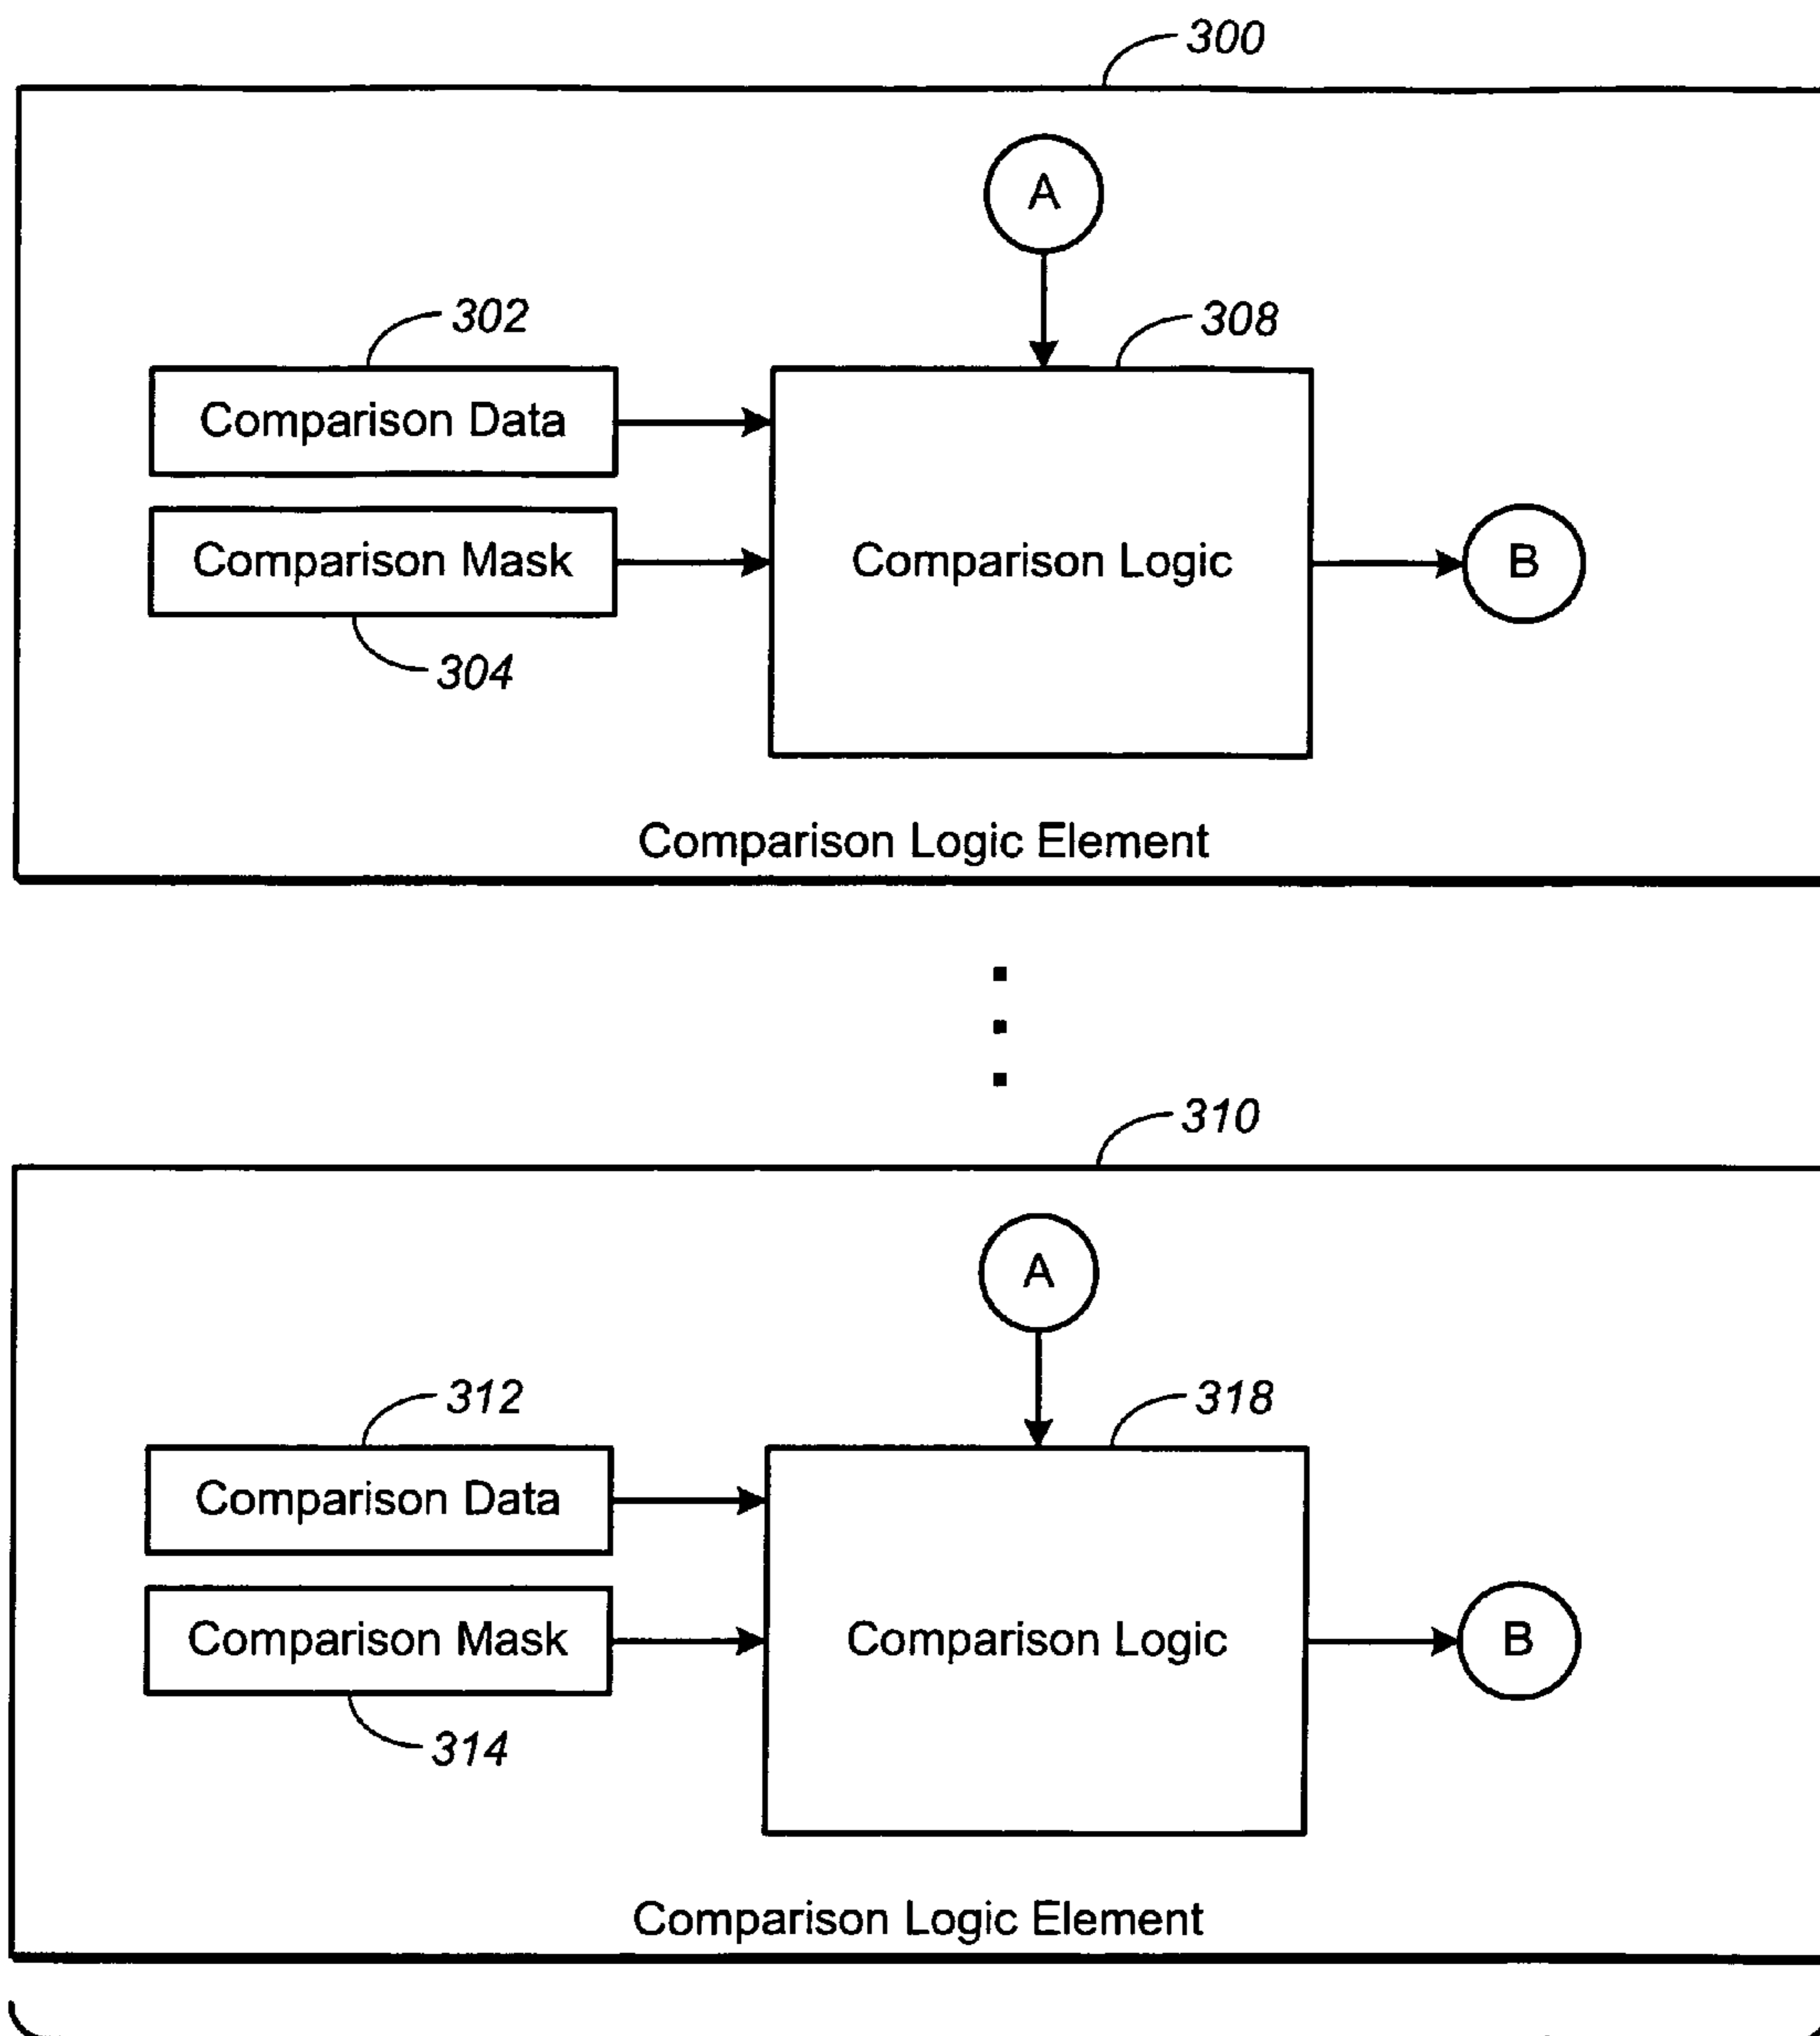 300
A
302
308
Comparison Data
Comparison Mask
Comparison Logic
B
304
Comparison Logic Element
310
A
312
318
Comparison Data
Comparison Mask
Comparison Logic
B
314
Comparison Logic Element